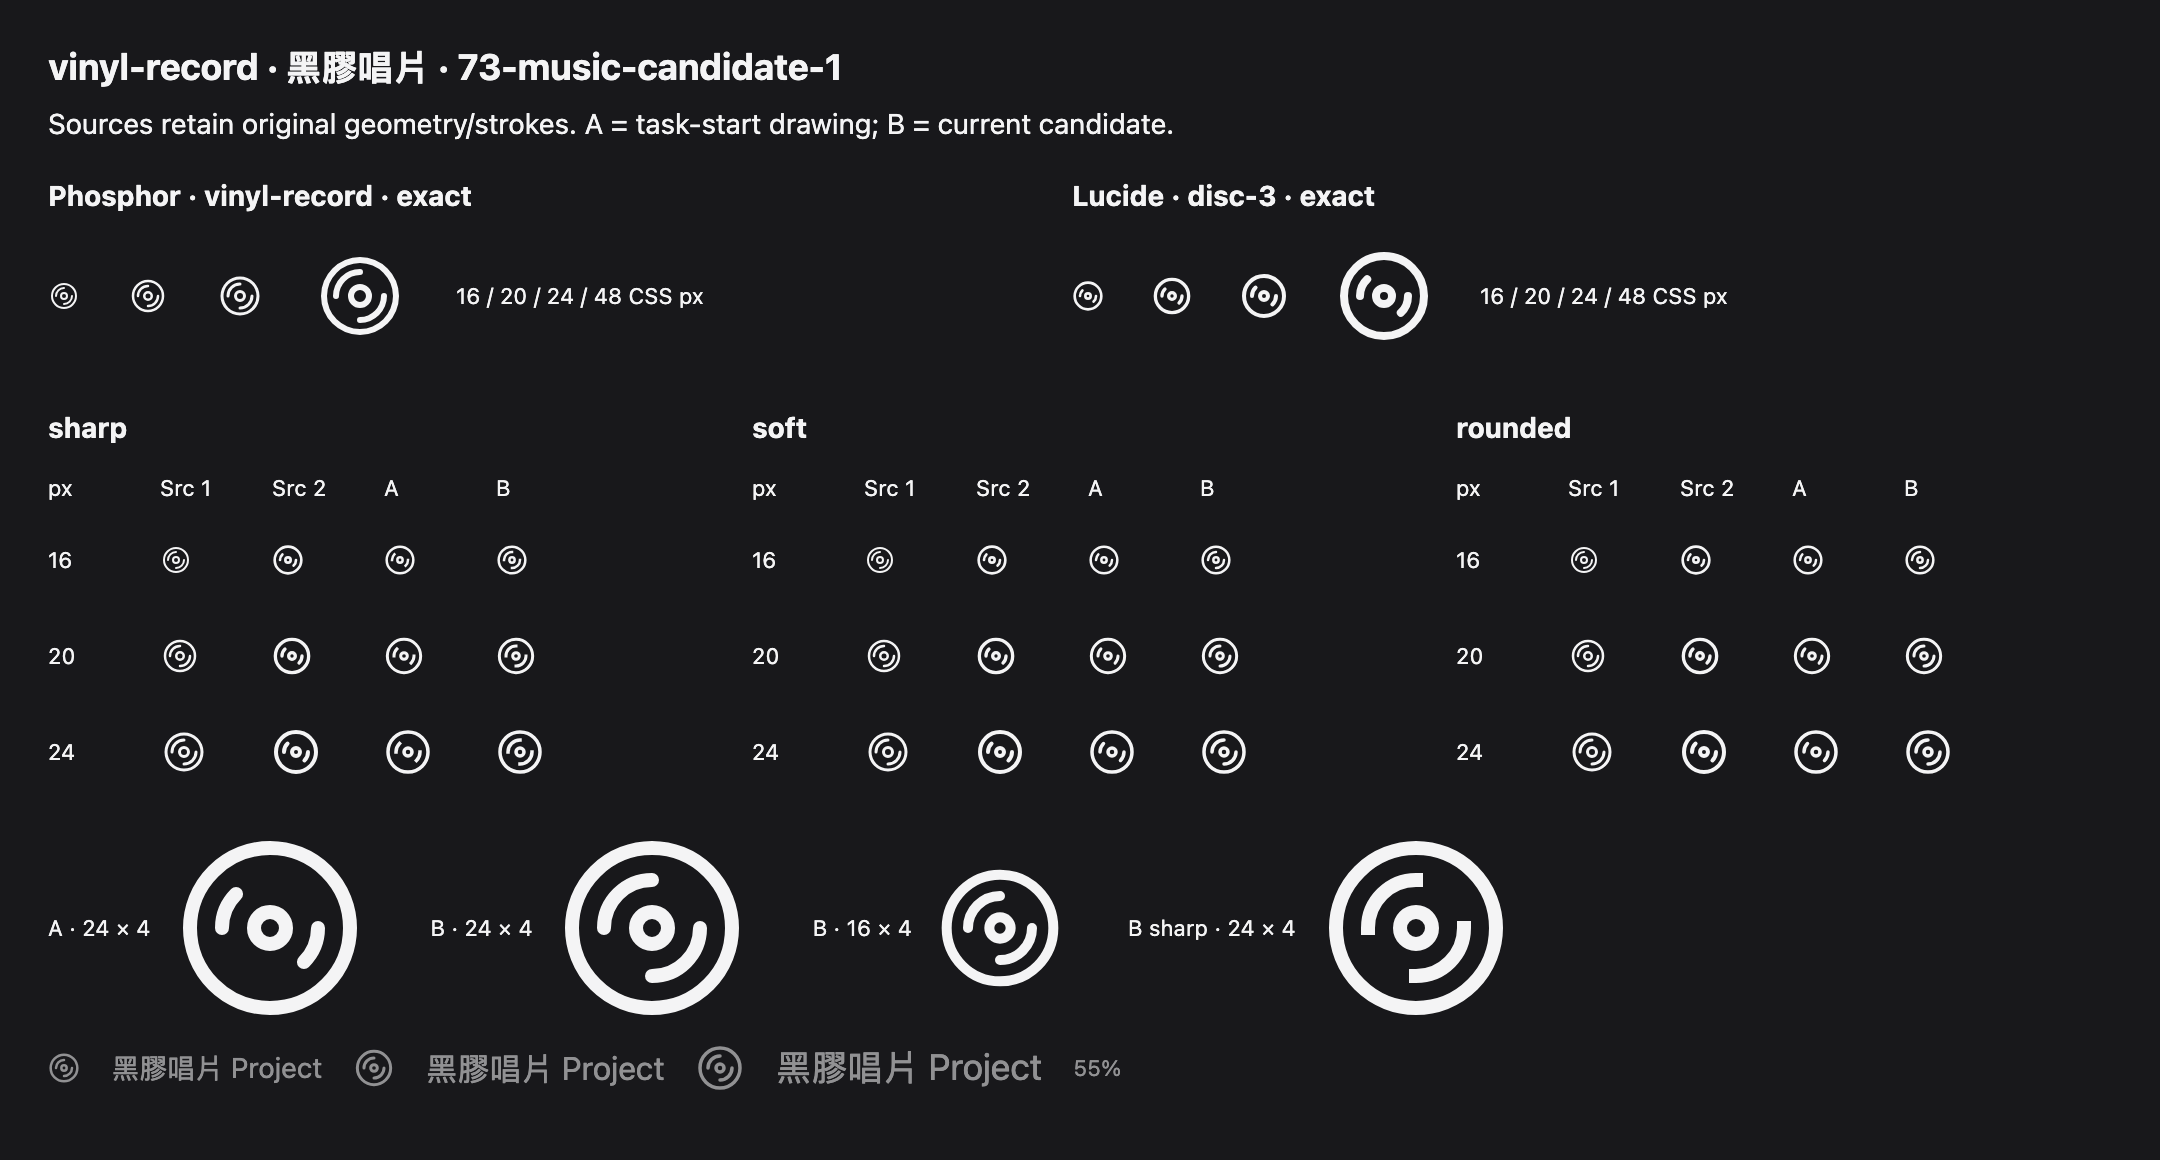 vinyl-record · 黑膠唱片 · 73-music-candidate-1
Sources retain original geometry/strokes. A = task-start drawing; B = current candidate.
Phosphor · vinyl-record · exact
16 / 20 / 24 / 48 CSS px
Lucide · disc-3 · exact
16 / 20 / 24 / 48 CSS px
sharp
px Src 1 Src 2 A B
16
20
24
soft
px Src 1 Src 2 A B
16
20
24
rounded
px Src 1 Src 2 A B
16
20
24
A · 24 × 4
B · 24 × 4
B · 16 × 4
B sharp · 24 × 4
黑膠唱片 Project 黑膠唱片 Project 黑膠唱片 Project 55%